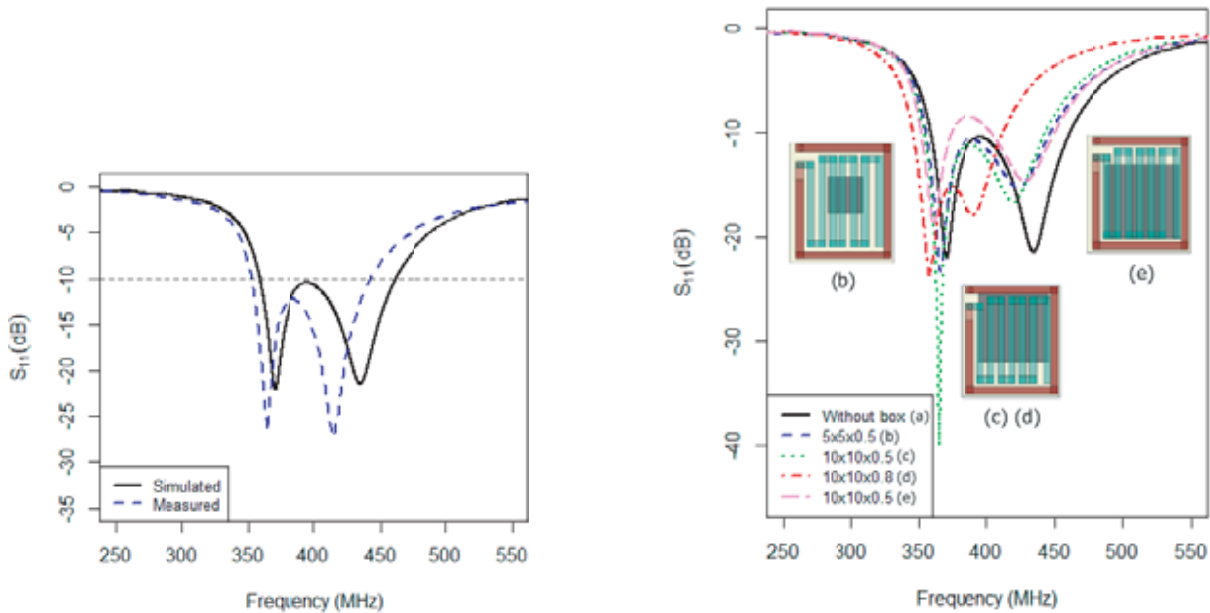 0
-5
-10
-15
-20
-25
-30
-35
S11(dB)
Simulated
Measured
250 300 350 400 450 500 550
Frequency (MHz)
0
-10
-20
-30
-40
S11(dB)
(b)
(e)
(c) (d)
Without box (a)
5x5x0.5 (b)
10x10x0.5 (c)
10x10x0.8 (d)
10x10x0.5 (e)
250 300 350 400 450 500 550
Frequency (MHz)